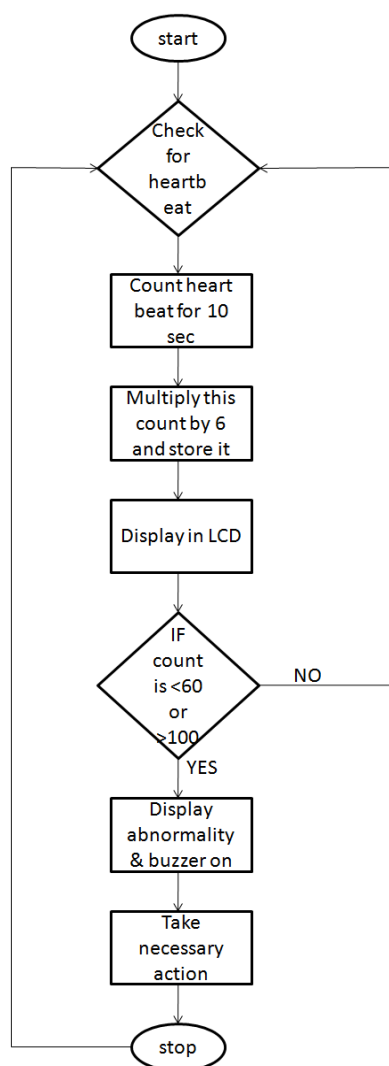 start
Check
for
heartb
eat
Count heart
beat for 10
sec
Multiply this
count by 6
and store it
Display in LCD
IF
count
is <60
or
>100
NO
YES
Display
abnormality
& buzzer on
Take
necessary
action
stop